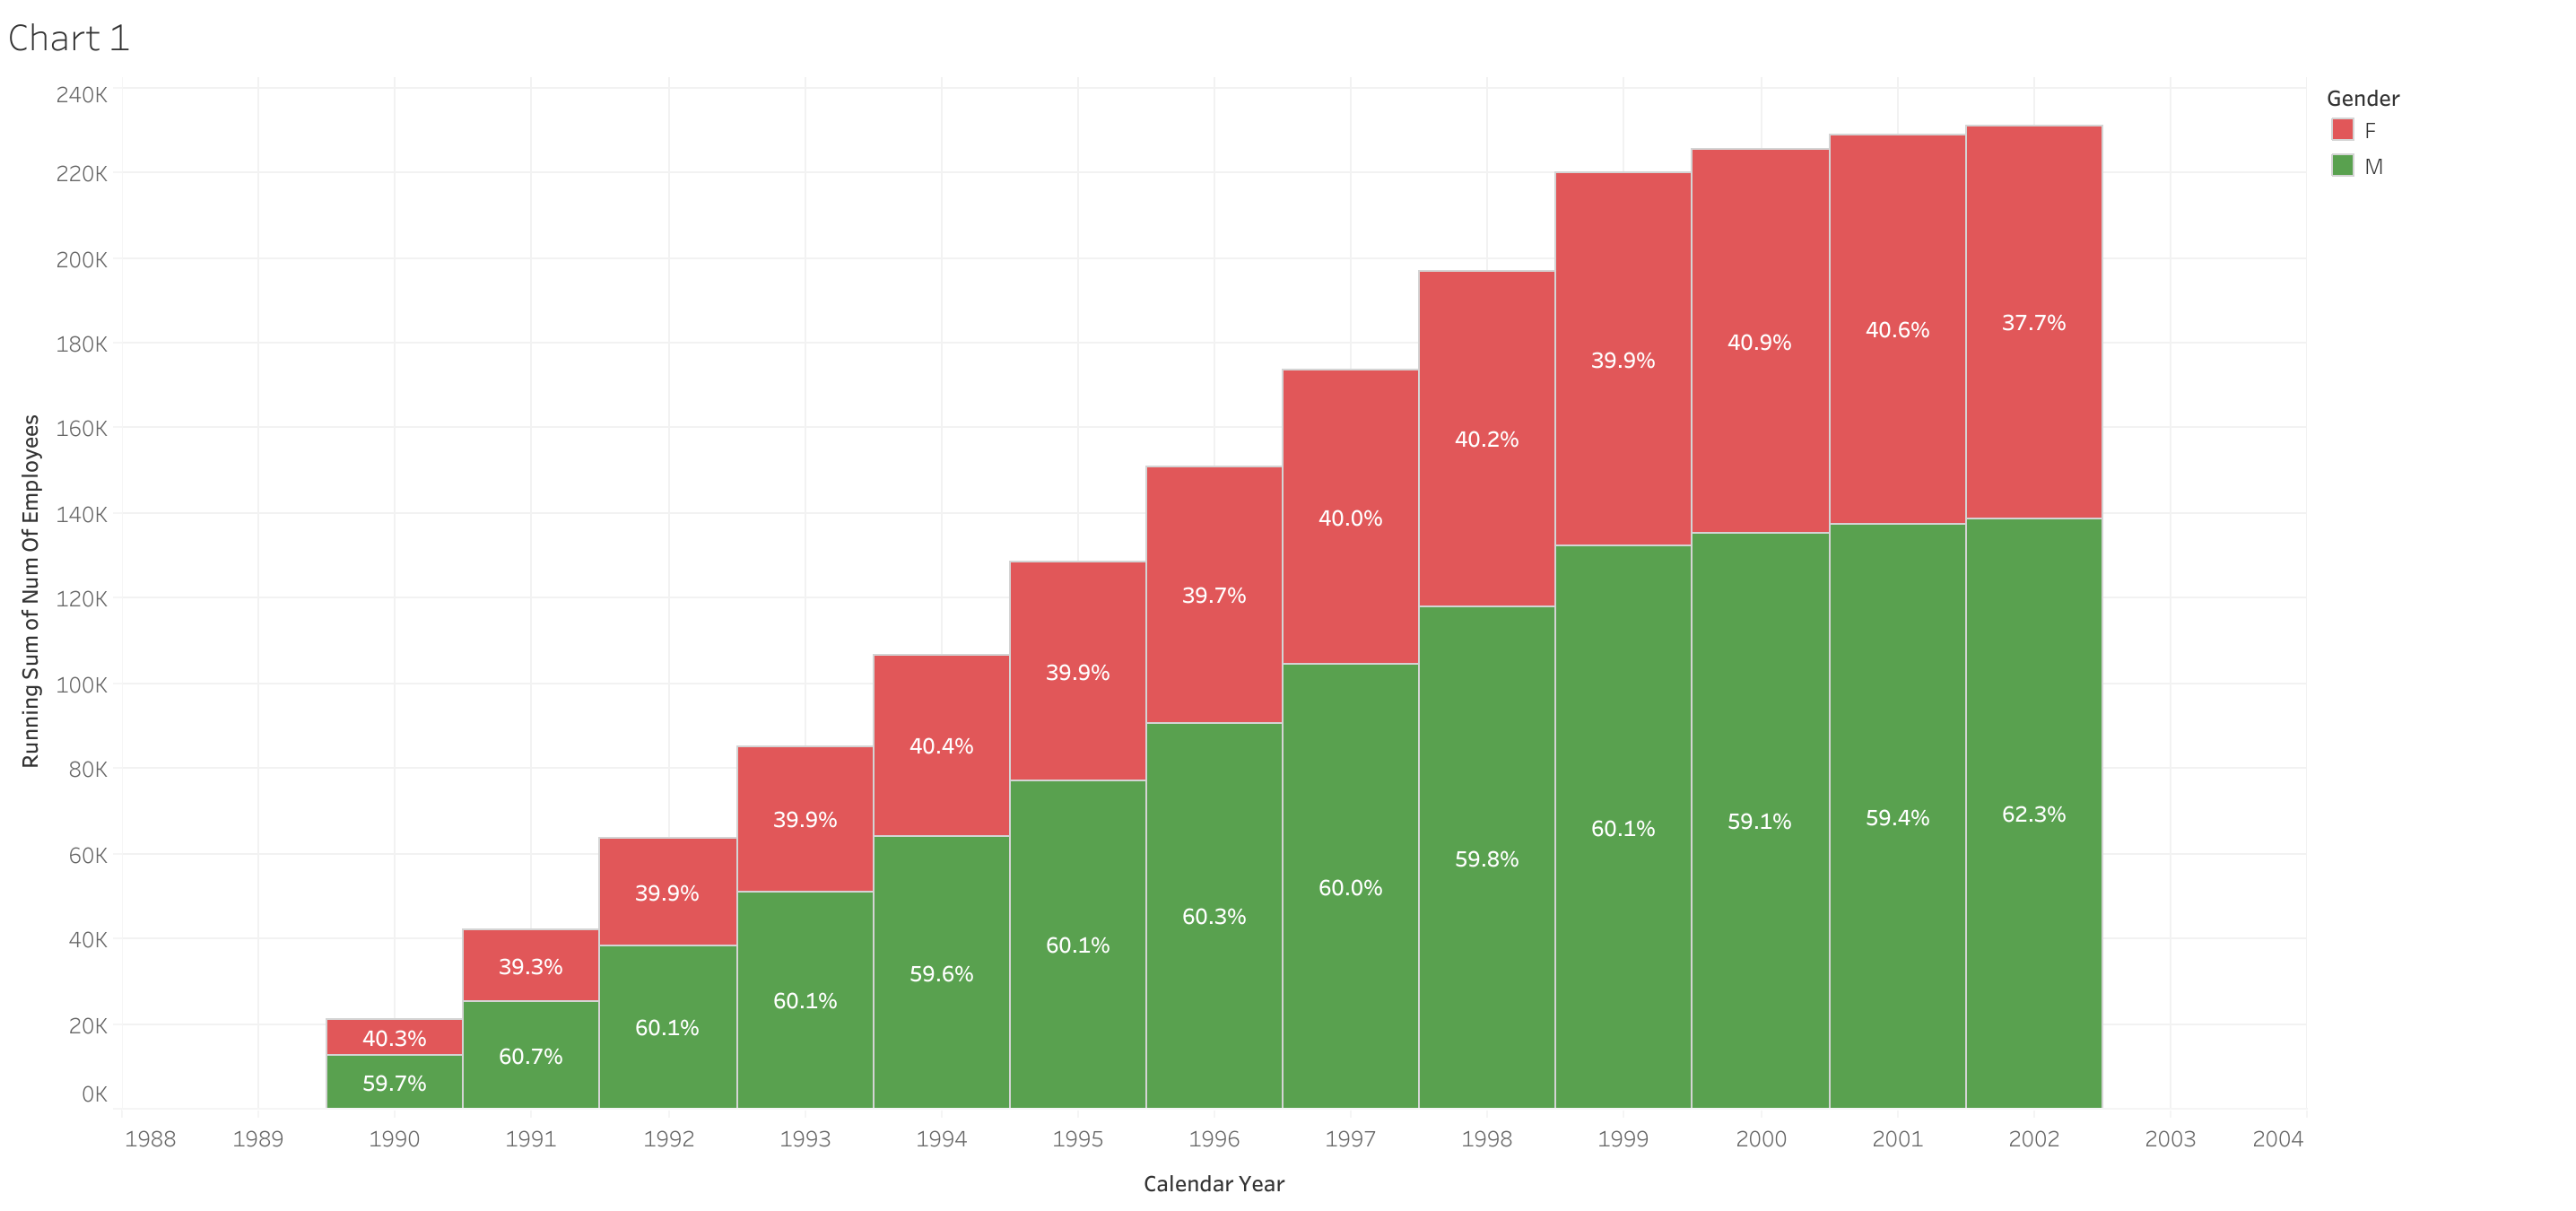 Chart 1
240K
220K
200K
180K
160K
140K
120K
100K
80K
60K
40K
20K
0K
Running Sum of Num Of Employees
40.3%
59.7%
39.3%
60.7%
39.9%
60.1%
39.9%
60.1%
40.4%
59.6%
39.9%
60.1%
39.7%
60.3%
40.0%
60.0%
40.2%
59.8%
39.9%
60.1%
40.9%
59.1%
40.6%
59.4%
37.7%
62.3%
1988 1989 1990 1991 1992 1993 1994 1995 1996 1997 1998 1999 2000 2001 2002 2003 2004
Calendar Year
Gender
F
M